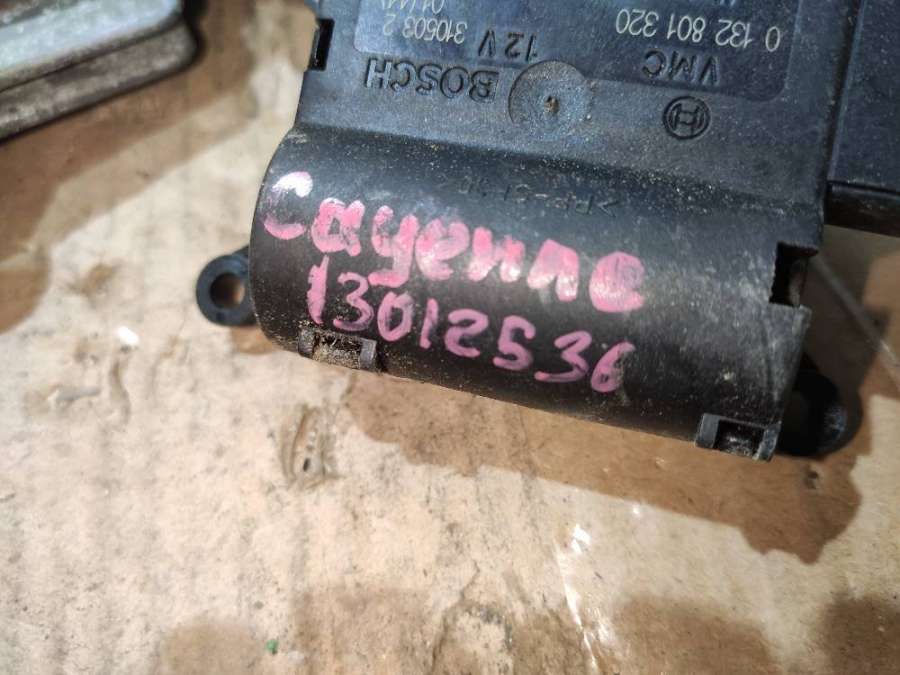 0 132 801 320
310503 2
12 V
VMC
BOSCH
Cayenne
13012536